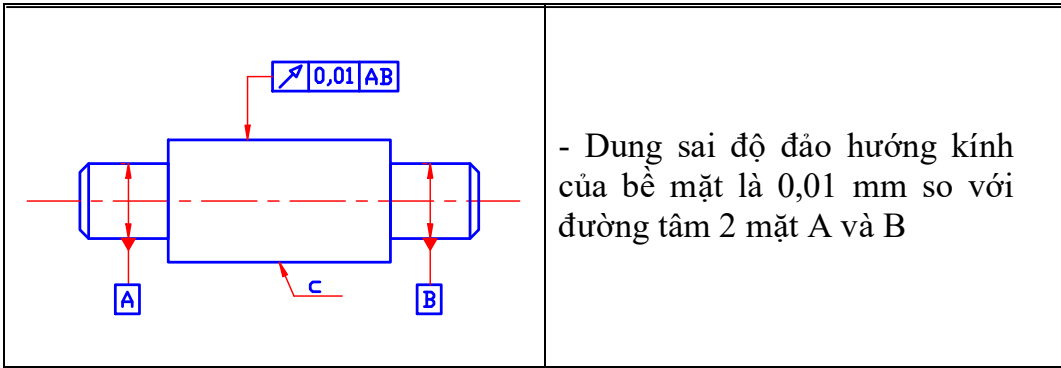 0,01 AB
A
c
B
- Dung sai độ đảo hướng kính
của bề mặt là 0,01 mm so với
đường tâm 2 mặt A và B